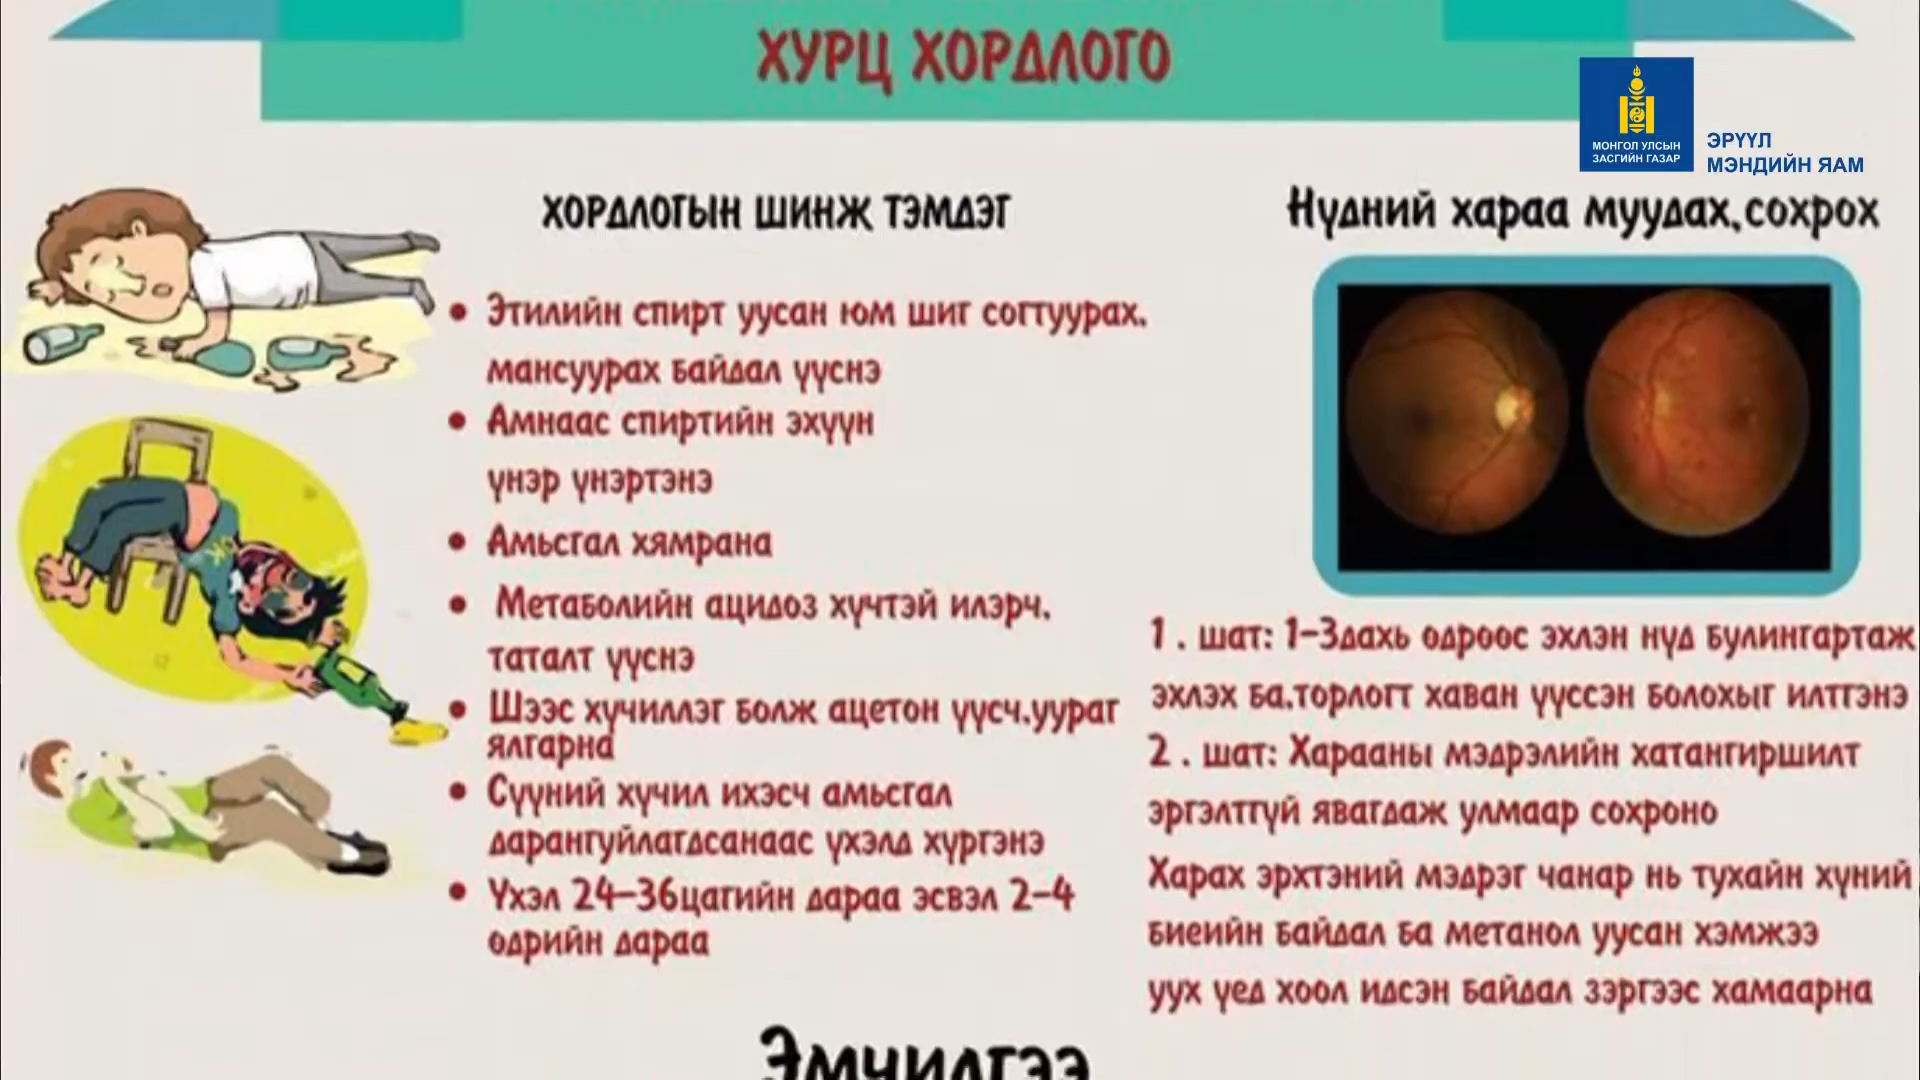 ХУРЦ ХОРДЛОГО
МОНГОЛ УЛСЫН
ЗАСГИЙН ГАЗАР
ЭРҮҮЛ
МЭНДИЙН ЯАМ
ХОРДЛОГЫН ШИНЖ ТЭМДЭГ
• Этилийн спирт уусан юм шиг согтуурах.
мансуурах байдал үүснэ
• Амнаас спиртийн эхүүн
үнэр үнэртэнэ
• Амьсгал хямрана
• Метаболийн ацидоз хүчтэй илэрч.
таталт үүснэ
• Шээс хүчиллэг болж ацетон үүсч.уураг
ялгарна
• Сүүний хүчил ихэсч амьсгал
дарангуйлагдсанаас үхэлд хүргэнэ
• Үхэл 24-36цагийн дараа эсвэл 2-4
өдрийн дараа
Нүдний хараа муудах,сохрох
1 . шат: 1-3дахь өдрөөс эхлэн нүд булингартаж
эхлэх ба.торлогт хаван үүссэн болохыг илтгэнэ
2 . шат: Харааны мэдрэлийн хатангиршилт
эргэлтгүй явагдаж улмаар сохроно
Харах эрхтэний мэдрэг чанар нь тухайн хүний
биеийн байдал ба метанол уусан хэмжээ
уух үед хоол идсэн байдал зэргээс хамаарна
Эмчилгээ